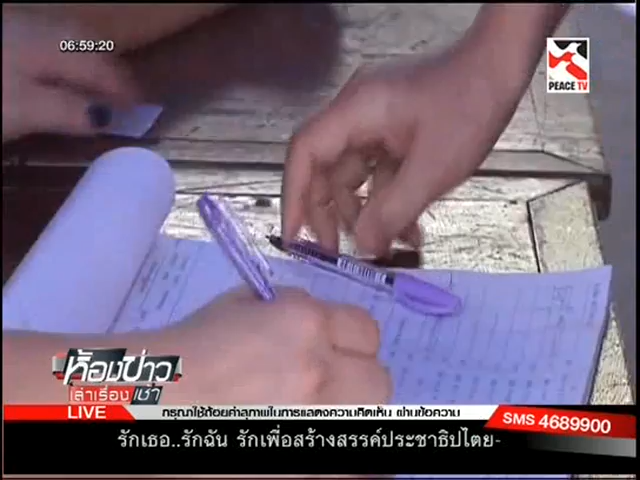 06:59:20
PEACE TV
ห้องข่าว
เล่าเรื่องเช้า
LIVE
กรุณาใช้ถ้อยคำสุภาพในการแสดงความคิดเห็น ผ่านข้อความ
SMS 4689900
รักเธอ..รักฉัน รักเพื่อสร้างสรรค์ประชาธิปไตย-